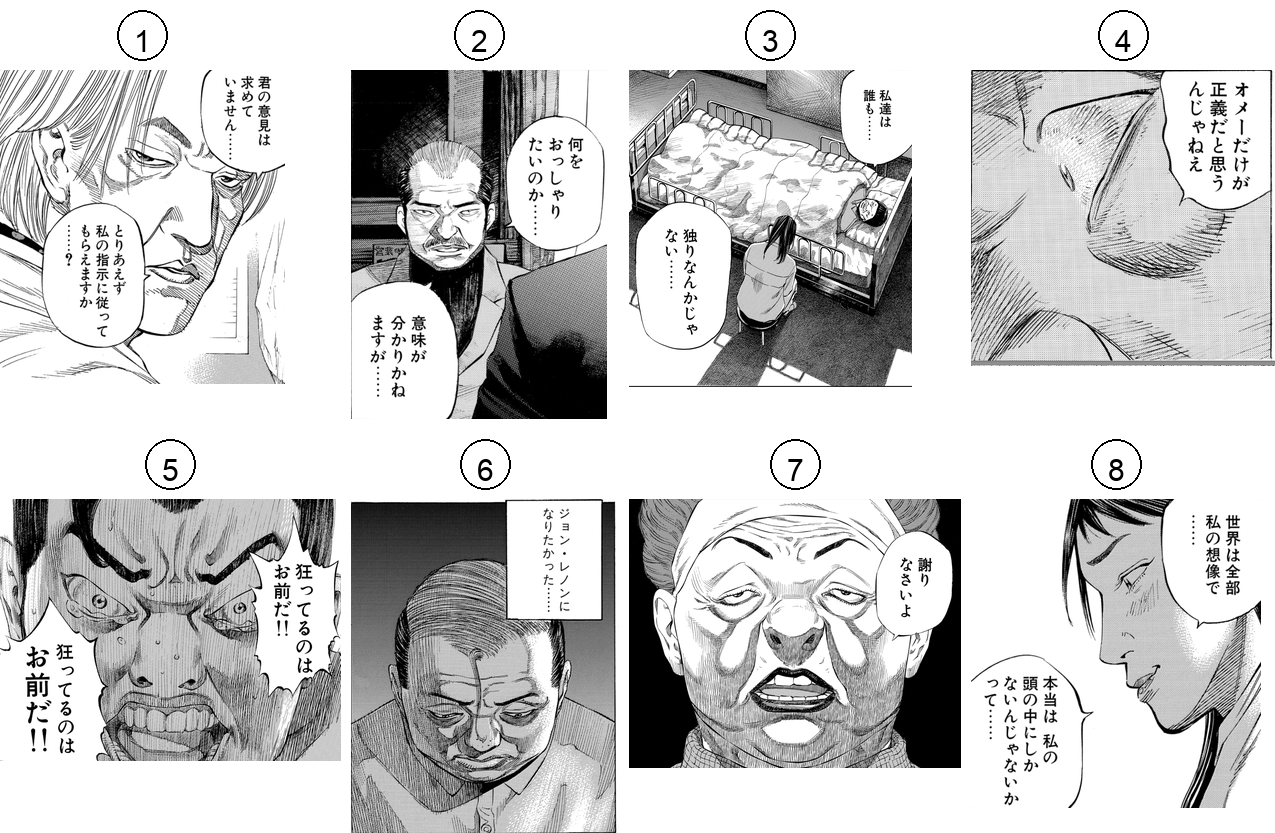 1
君の意見は
求めて
いません……
とりあえず
私の指示に従って
もらえますか
……？
2
何を
おっしゃり
たいのか……
意味が
分かりかね
ますが……
3
私達は
誰も……
独りなんかじゃ
ない……
4
オメーだけが
正義だと思う
んじゃねえ
5
狂ってるのは
お前だ!!
狂ってるのは
お前だ!!
6
ジョン・レノンに
なりたかった……
7
謝り
なさいよ
8
世界は全部
私の想像で
……
本当は 私の
頭の中にしか
ないんじゃないか
って……